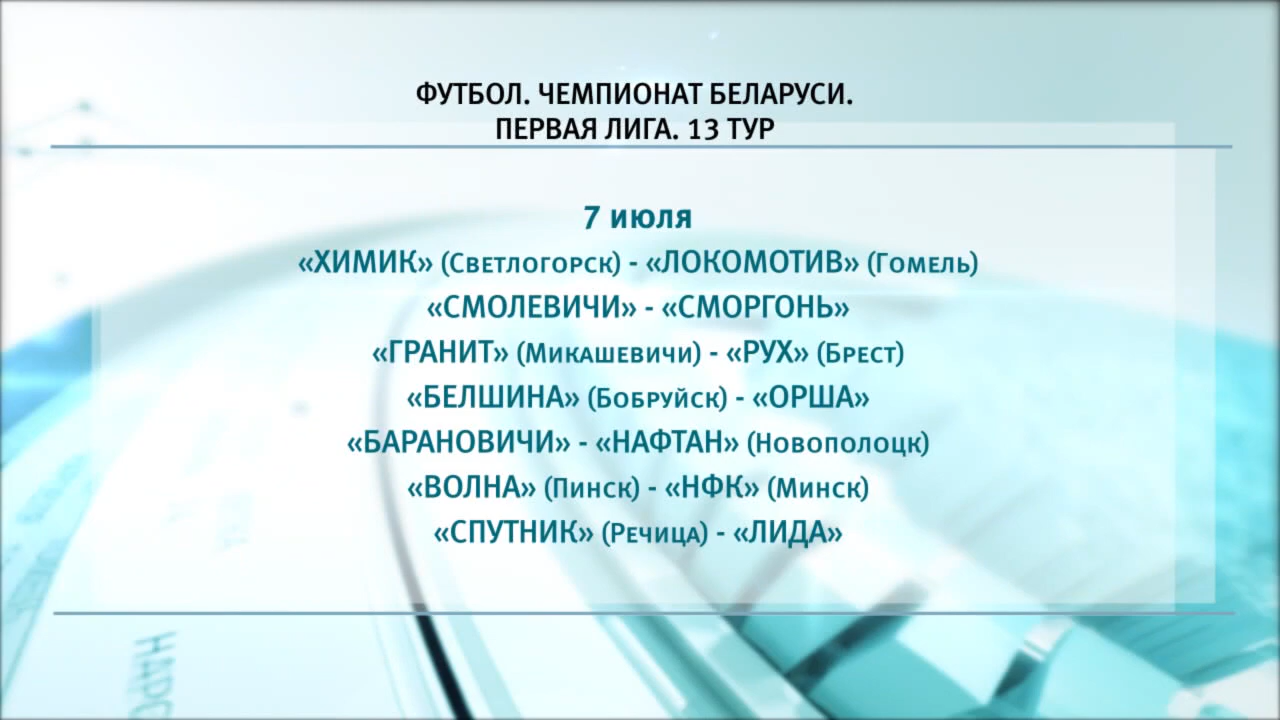 ФУТБОЛ. ЧЕМПИОНАТ БЕЛАРУСИ.
ПЕРВАЯ ЛИГА. 13 ТУР
7 июля
«ХИМИК» (Светлогорск) - «ЛОКОМОТИВ» (Гомель)
«СМОЛЕВИЧИ» - «СМОРГОНЬ»
«ГРАНИТ» (Микашевичи) - «РУХ» (Брест)
«БЕЛШИНА» (Бобруйск) - «ОРША»
«БАРАНОВИЧИ» - «НАФТАН» (Новополоцк)
«ВОЛНА» (Пинск) - «НФК» (Минск)
«СПУТНИК» (Речица) - «ЛИДА»